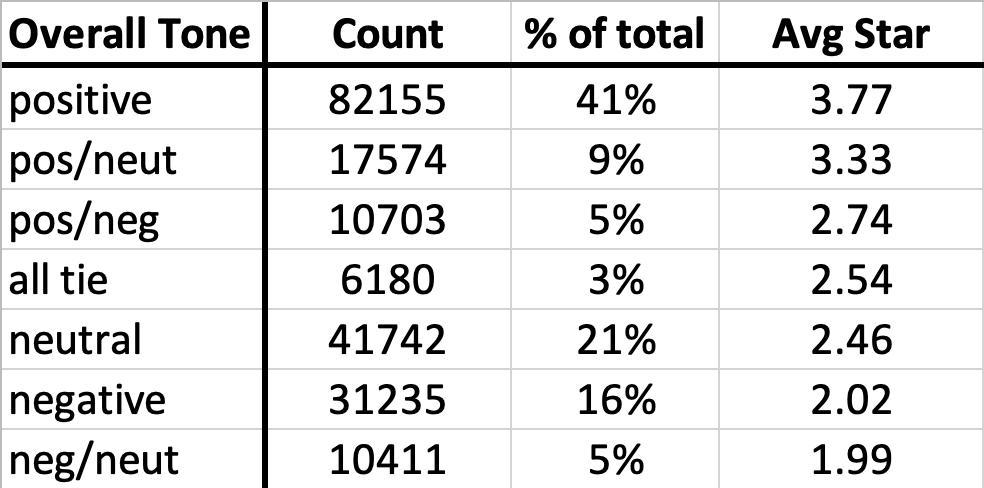 Overall Tone Count % of total Avg Star
positive 82155 41% 3.77
pos/neut 17574 9% 3.33
pos/neg 10703 5% 2.74
all tie 6180 3% 2.54
neutral 41742 21% 2.46
negative 31235 16% 2.02
neg/neut 10411 5% 1.99